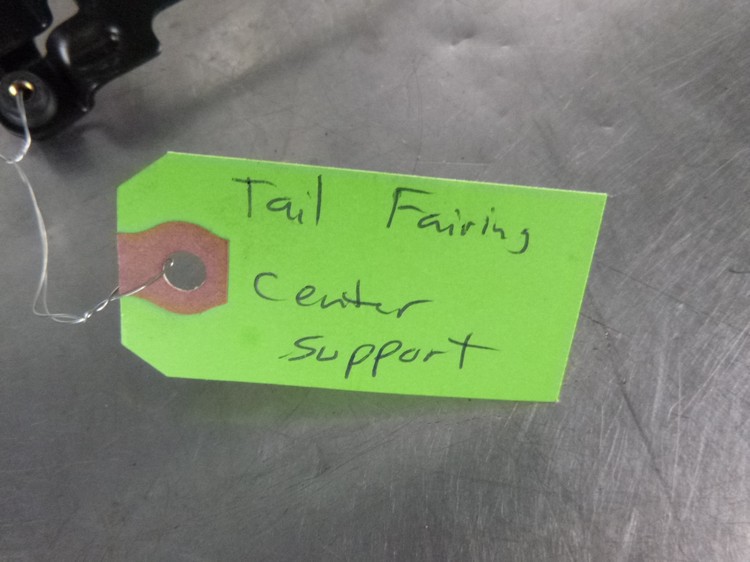 Tail Fairing
Center
Support